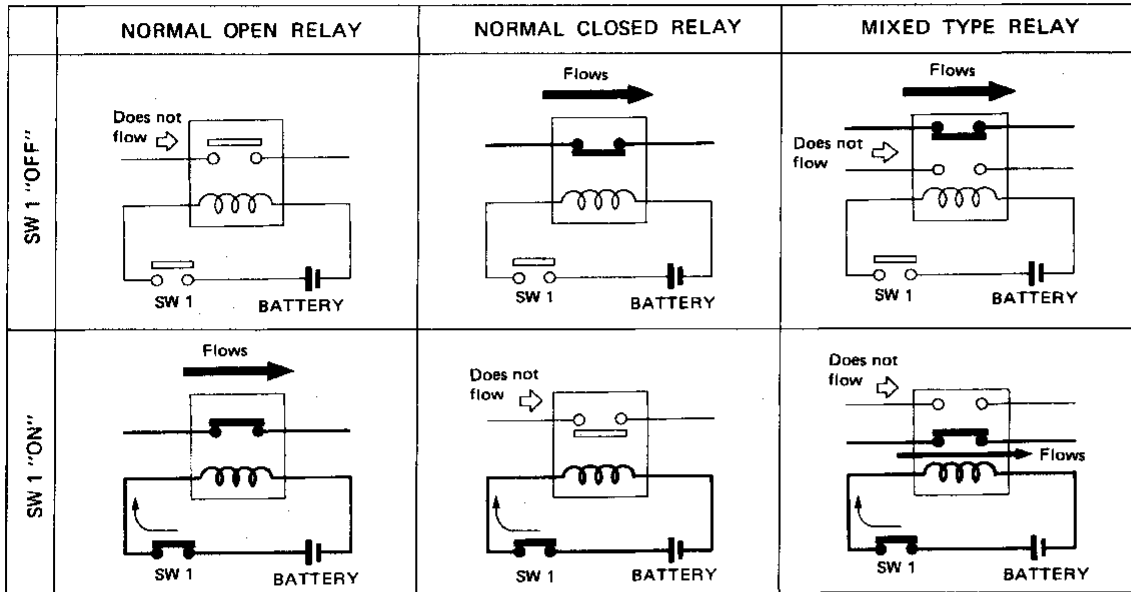 NORMAL OPEN RELAY
NORMAL CLOSED RELAY
MIXED TYPE RELAY
SW 1 "OFF"
Does not
flow
SW 1
BATTERY
Flows
SW 1
BATTERY
Flows
Does not
flow
SW 1
BATTERY
SW 1 "ON"
Flows
SW 1
BATTERY
Does not
flow
SW 1
BATTERY
Does not
flow
Flows
SW 1
BATTERY